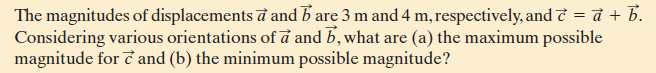 The magnitudes of displacements a⃗ and b⃗ are 3 m and 4 m, respectively, and c⃗ = a⃗ + b⃗.
Considering various orientations of a⃗ and b⃗, what are (a) the maximum possible
magnitude for c⃗ and (b) the minimum possible magnitude?